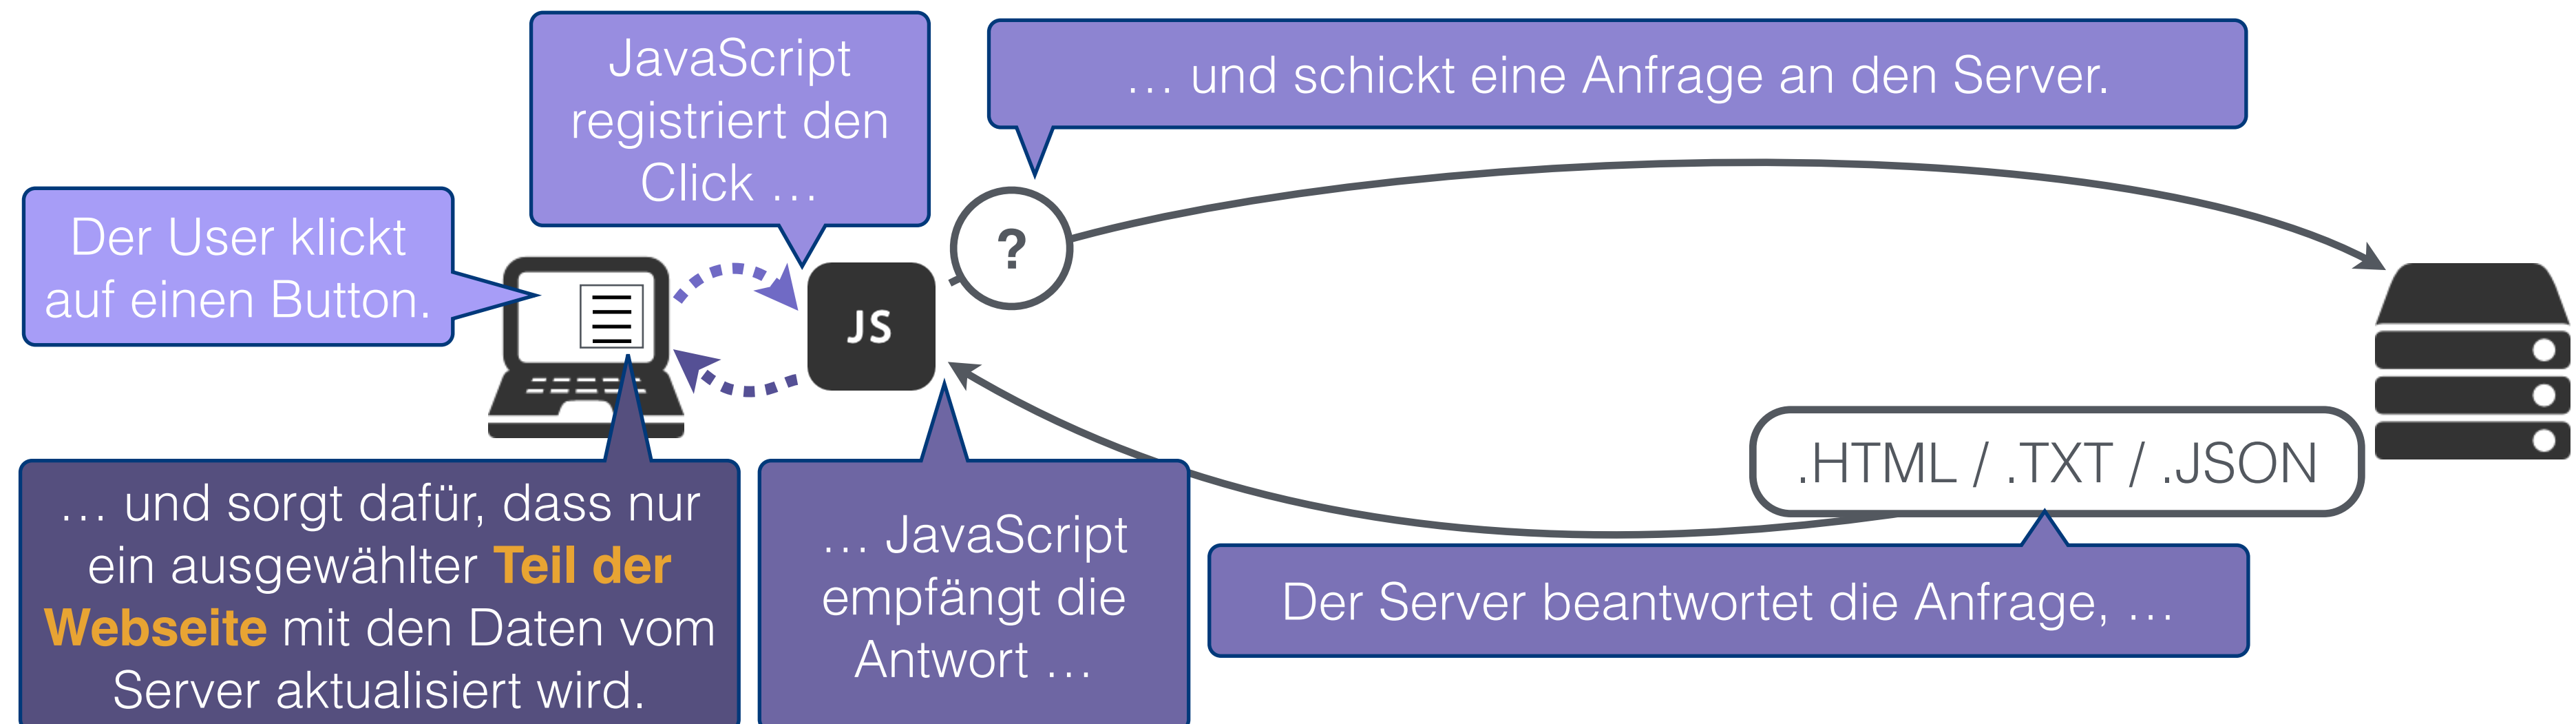 Der User klickt
auf einen Button.
JavaScript
registriert den
Click …
… und schickt eine Anfrage an den Server.
?
JS
.HTML / .TXT / .JSON
Der Server beantwortet die Anfrage, …
… JavaScript
empfängt die
Antwort …
… und sorgt dafür, dass nur
ein ausgewählter Teil der
Webseite mit den Daten vom
Server aktualisiert wird.